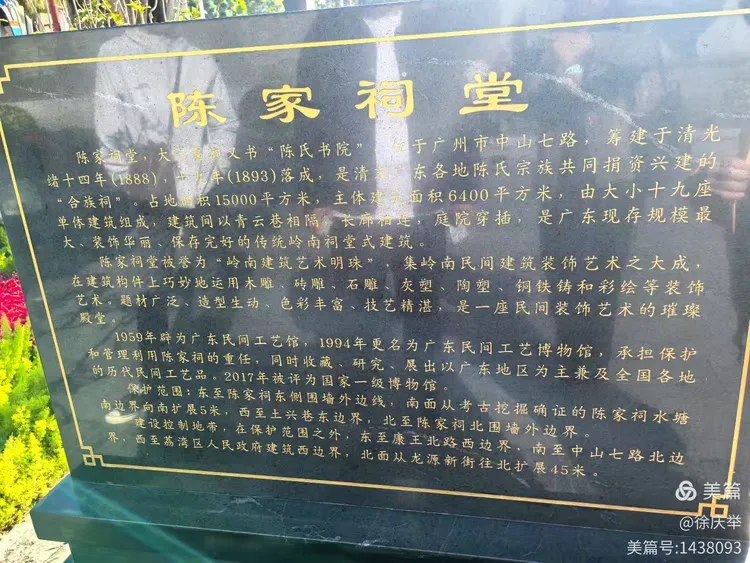 陈家祠堂
陈家祠堂，大门匾额又书“陈氏书院” 位于广州市中山七路，筹建于清光
绪十四年(1888)，十九年(1893)落成，是清代广东各地陈氏宗族共同捐资兴建的
“合族祠”。占地面积15000平方米，主体建筑面积6400平方米，由大小十九座
单体建筑组成，建筑间以青云巷相隔，长廊相连，庭院穿插，是广东现存规模最
大、装饰华丽、保存完好的传统岭南祠堂式建筑。
陈家祠堂被誉为“岭南建筑艺术明珠” 集岭南民间建筑装饰艺术之大成，
在建筑构件上巧妙地运用木雕、砖雕、石雕、灰塑、陶塑、铜铁铸和彩绘等装饰
艺术。题材广泛、造型生动、色彩丰富、技艺精湛，是一座民间装饰艺术的璀璨
殿堂。
1959年辟为广东民间工艺馆，1994年更名为广东民间工艺博物馆，承担保护
和管理利用陈家祠的重任，同时收藏、研究、展出以广东地区为主兼及全国各地
的历代民间工艺品。2017年被评为国家一级博物馆。
保护范围：东至陈家祠东侧围墙外边线，南面从考古挖掘确证的陈家祠水塘
南边界向南扩展5米，西至土兴巷东边界，北至陈家祠北围墙外边界。
建设控制地带，在保护范围之外，东至康王北路西边界，南至中山七路北边
界，西至荔湾区人民政府建筑西边界，北面从龙源新街往北扩展45米。
美篇
@徐庆举
美篇号:1438093